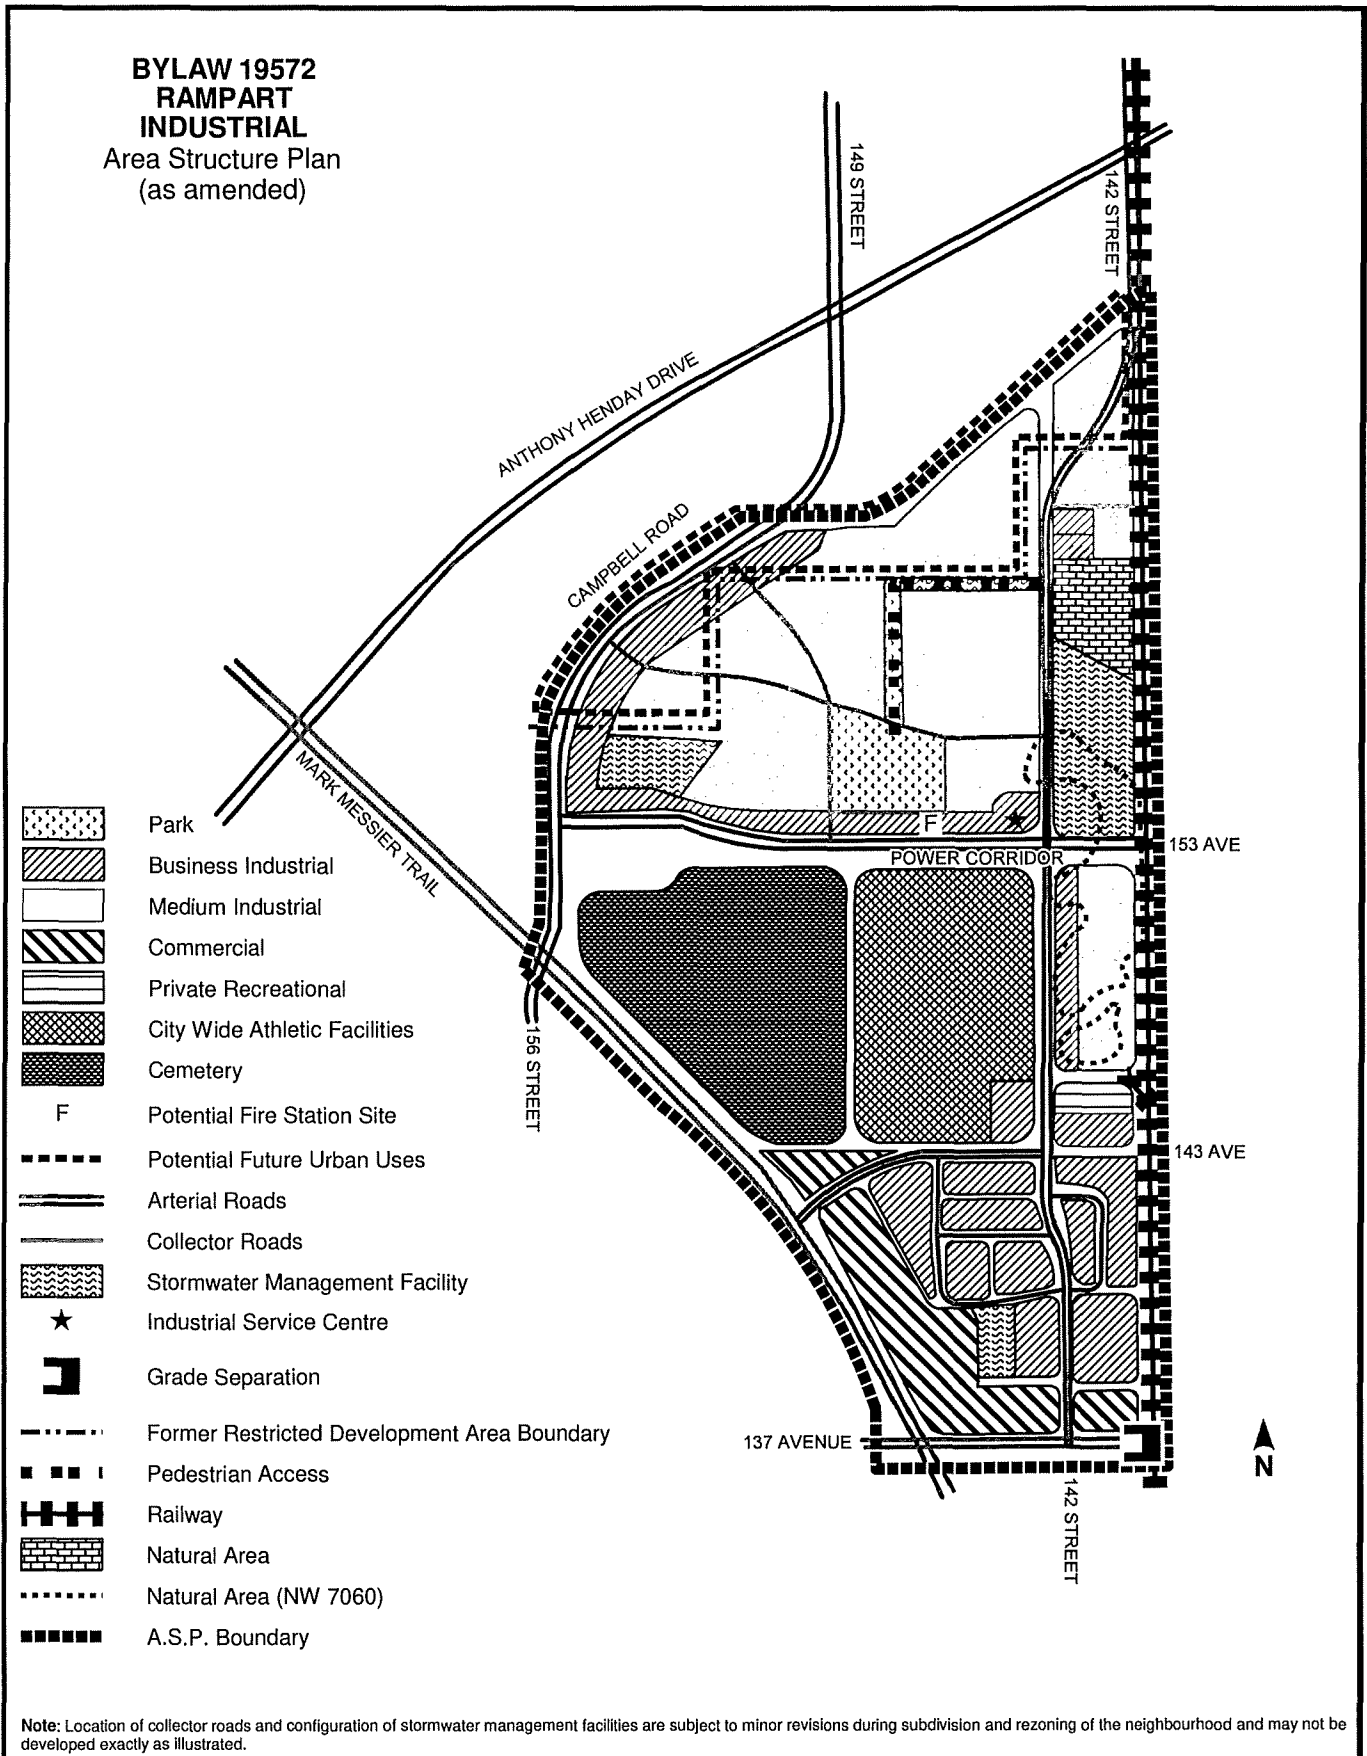 BYLAW 19572
RAMPART
INDUSTRIAL
Area Structure Plan
(as amended)
149 STREET
142 STREET
ANTHONY HENDAY DRIVE
CAMPBELL ROAD
MARK MESSIER TRAIL
F
153 AVE
POWER CORRIDOR
156 STREET
143 AVE
137 AVENUE
142 STREET
N
Park
Business Industrial
Medium Industrial
Commercial
Private Recreational
City Wide Athletic Facilities
Cemetery
F Potential Fire Station Site
Potential Future Urban Uses
Arterial Roads
Collector Roads
Stormwater Management Facility
Industrial Service Centre
Grade Separation
Former Restricted Development Area Boundary
Pedestrian Access
Railway
Natural Area
Natural Area (NW 7060)
A.S.P. Boundary
Note: Location of collector roads and configuration of stormwater management facilities are subject to minor revisions during subdivision and rezoning of the neighbourhood and may not be
developed exactly as illustrated.